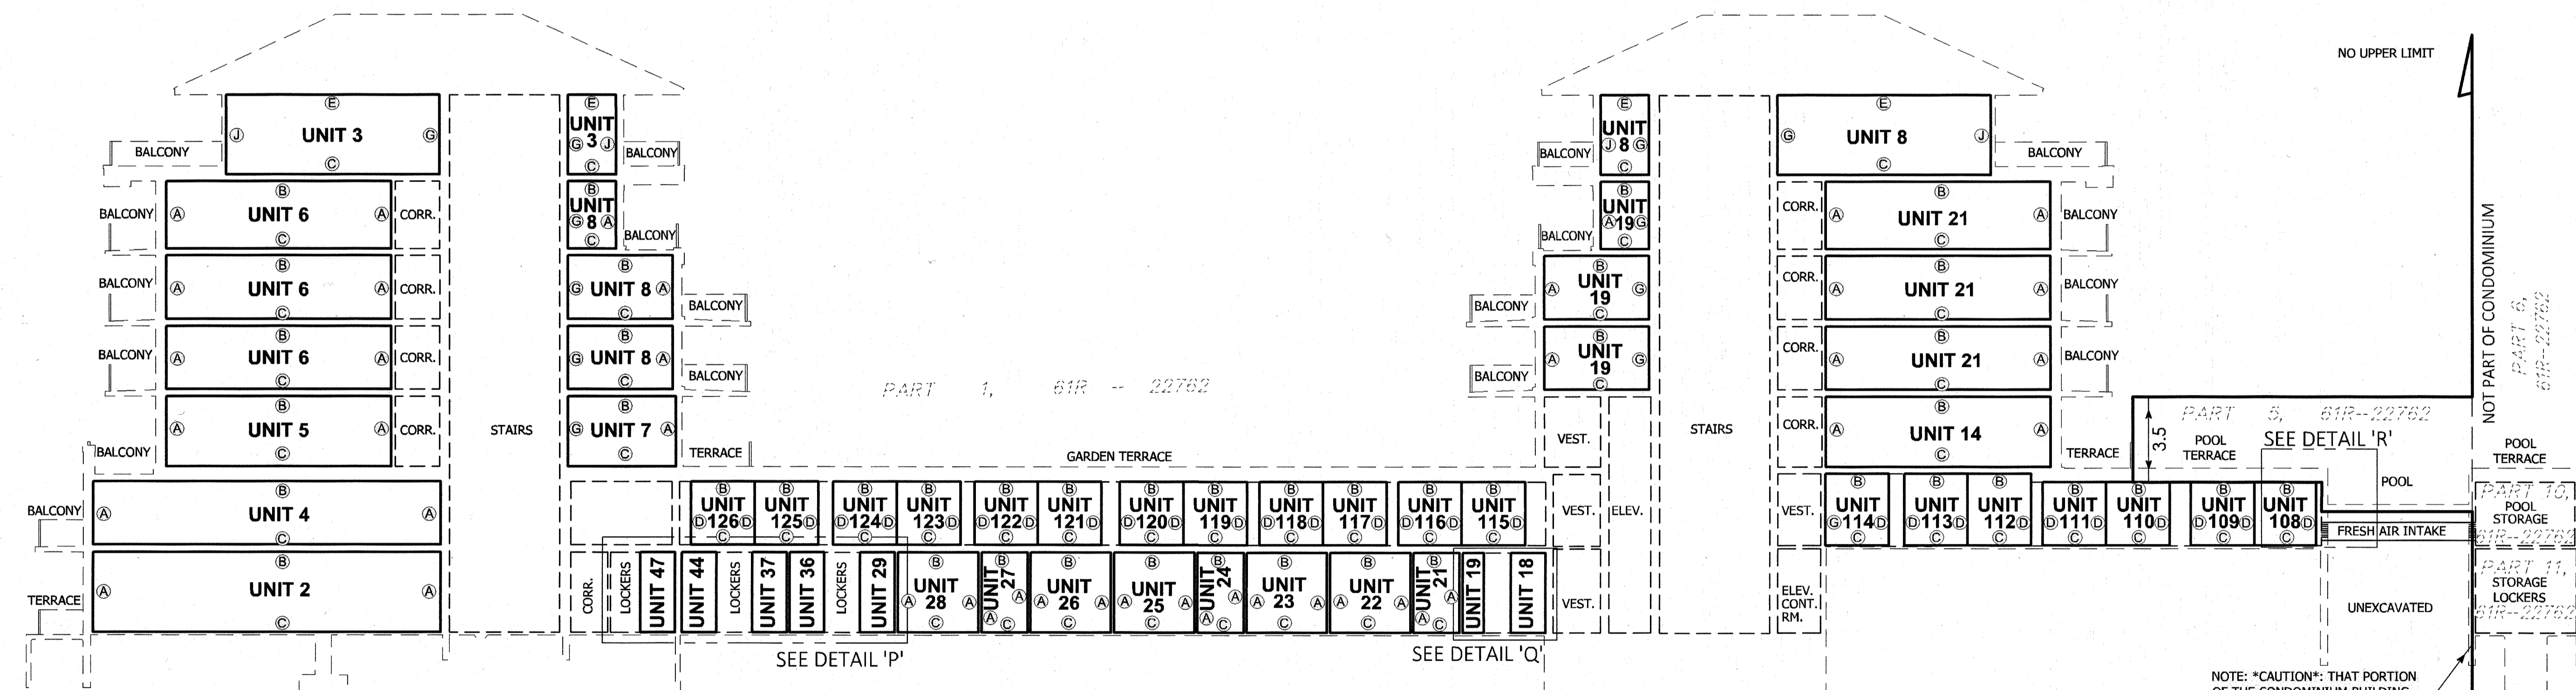 NO UPPER LIMIT
E
J UNIT 3 G
C
BALCONY
E
UNIT
G 3 J
C
BALCONY
E
UNIT
J 8 G
C
BALCONY
E
G UNIT 8 J
C
BALCONY
B
A UNIT 6 A
C
BALCONY
CORR.
B
UNIT
G 8 A
C
BALCONY
B
UNIT
A 19 G
C
BALCONY
CORR.
B
A UNIT 21 A
C
BALCONY
B
A UNIT 6 A
C
BALCONY
CORR.
B
G UNIT 8 A
C
BALCONY
B
UNIT
A 19 G
C
BALCONY
CORR.
B
A UNIT 21 A
C
BALCONY
B
A UNIT 6 A
C
BALCONY
CORR.
B
G UNIT 8 A
C
BALCONY
B
UNIT
A 19 G
C
BALCONY
CORR.
B
A UNIT 21 A
C
BALCONY
PART 1, 61R -- 22762
NOT PART OF CONDOMINIUM
PART 6,
61R--22762
B
A UNIT 5 A
C
BALCONY
CORR.
STAIRS
B
G UNIT 7 A
C
TERRACE
GARDEN TERRACE
VEST.
STAIRS
CORR.
B
A UNIT 14 A
C
TERRACE
3.5
PART 5, 61R--22762
SEE DETAIL 'R'
POOL
TERRACE
POOL
POOL
TERRACE
BALCONY
B
A UNIT 4 A
C
B
UNIT
D 126 D
C
B
UNIT
125 D
C
B
UNIT
D 124 D
C
B
UNIT
123 D
C
B
UNIT
D 122 D
C
B
UNIT
121 D
C
B
UNIT
D 120 D
C
B
UNIT
119 D
C
B
UNIT
D 118 D
C
B
UNIT
117 D
C
B
UNIT
D 116 D
C
B
UNIT
115 D
C
VEST.
ELEV.
VEST.
B
UNIT
G 114 D
C
B
UNIT
D 113 D
C
B
UNIT
112 D
C
B
UNIT
D 111 D
C
B
UNIT
110 D
C
B
UNIT
D 109 D
C
B
UNIT
108 D
C
FRESH AIR INTAKE
PART 10,
POOL
STORAGE
61R--22762
TERRACE
B
A UNIT 2 A
C
CORR.
LOCKERS
UNIT 47
UNIT 44
LOCKERS
UNIT 37
UNIT 36
LOCKERS
UNIT 29
B
UNIT
A 28 A
C
B
UNIT 27
A A
C
B
UNIT
A 26 A
C
B
UNIT
A 25 A
C
B
UNIT 24
A A
C
B
UNIT
A 23 A
C
B
UNIT
A 22 A
C
B
UNIT 21
A A
C
UNIT 19
UNIT 18
VEST.
ELEV.
CONT.
RM.
UNEXCAVATED
PART 11,
STORAGE
LOCKERS
61R--22762
SEE DETAIL 'P'
SEE DETAIL 'Q'
NOTE: *CAUTION*: THAT PORTION
OF THE CONDOMINIUM BUILDING